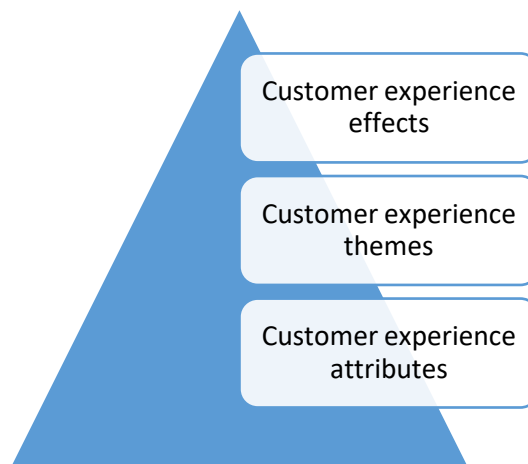 Customer experience
effects
Customer experience
themes
Customer experience
attributes